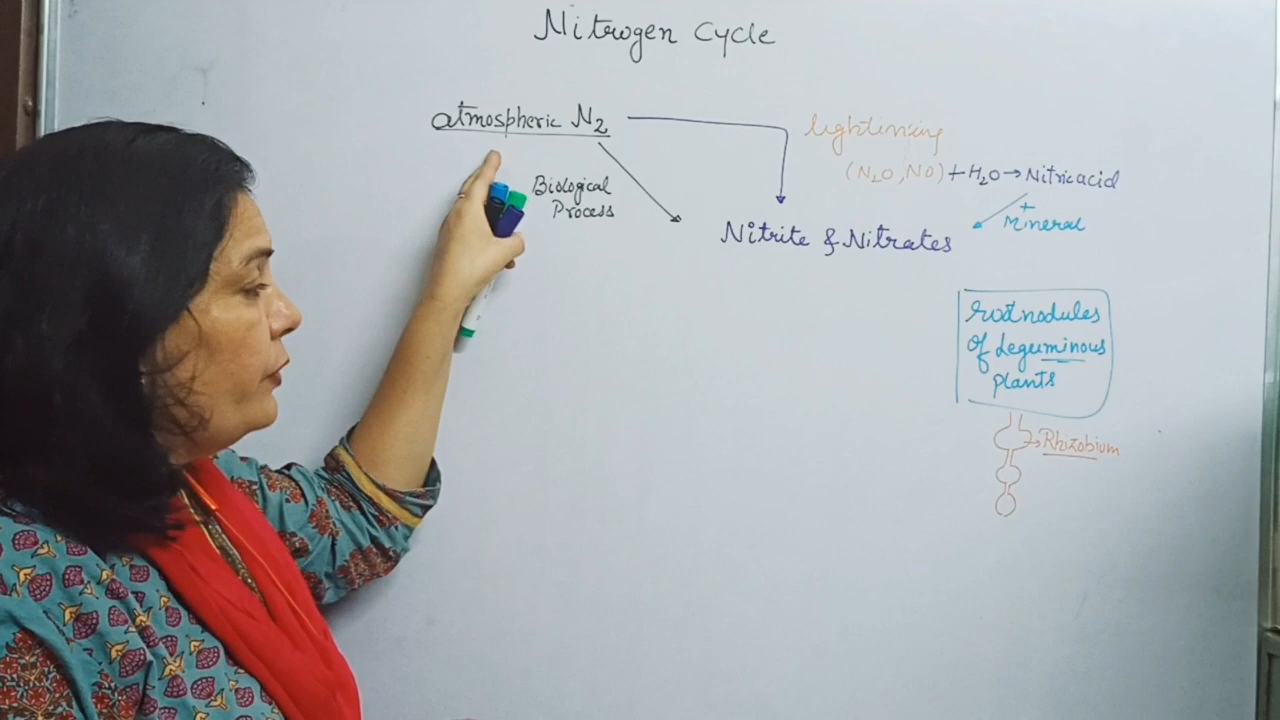 Nitrogen Cycle
atmospheric N2
lightening
(N2O, NO) + H2O → Nitric acid
+
Mineral
Biological
Process
Nitrite & Nitrates
root nodules
of Leguminous
plants
→ Rhizobium